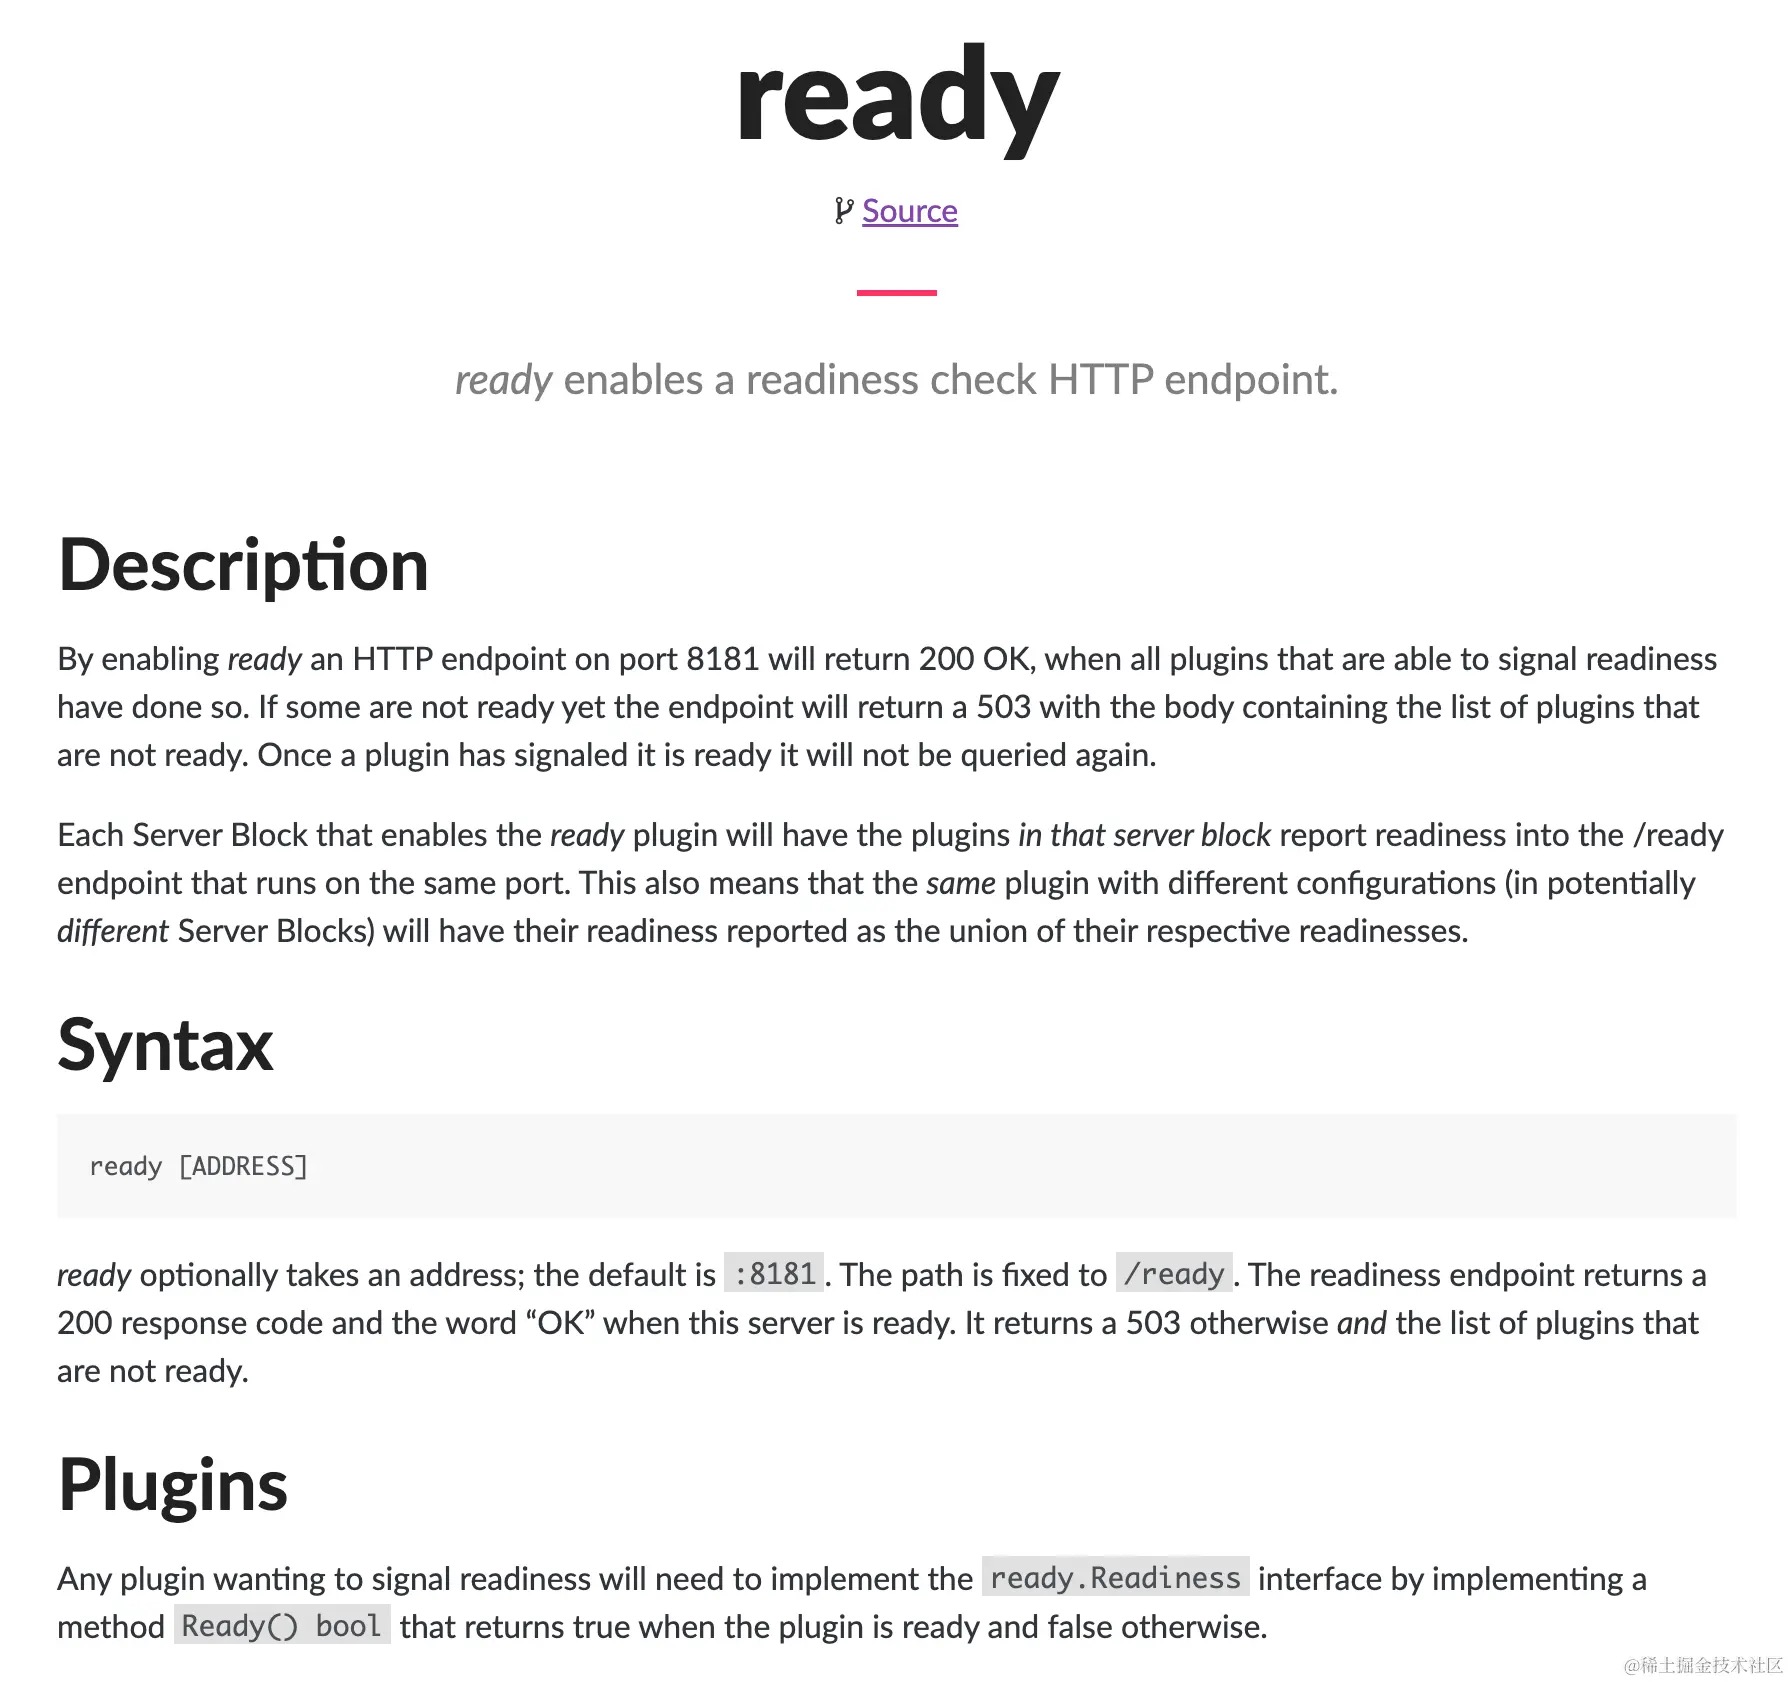 ready
Source
ready enables a readiness check HTTP endpoint.
Description
By enabling ready an HTTP endpoint on port 8181 will return 200 OK, when all plugins that are able to signal readiness
have done so. If some are not ready yet the endpoint will return a 503 with the body containing the list of plugins that
are not ready. Once a plugin has signaled it is ready it will not be queried again.
Each Server Block that enables the ready plugin will have the plugins in that server block report readiness into the /ready
endpoint that runs on the same port. This also means that the same plugin with different configurations (in potentially
different Server Blocks) will have their readiness reported as the union of their respective readinesses.
Syntax
ready [ADDRESS]
ready optionally takes an address; the default is :8181. The path is fixed to /ready. The readiness endpoint returns a
200 response code and the word “OK” when this server is ready. It returns a 503 otherwise and the list of plugins that
are not ready.
Plugins
Any plugin wanting to signal readiness will need to implement the ready.Readiness interface by implementing a
method Ready() bool that returns true when the plugin is ready and false otherwise.
@稀土掘金技术社区